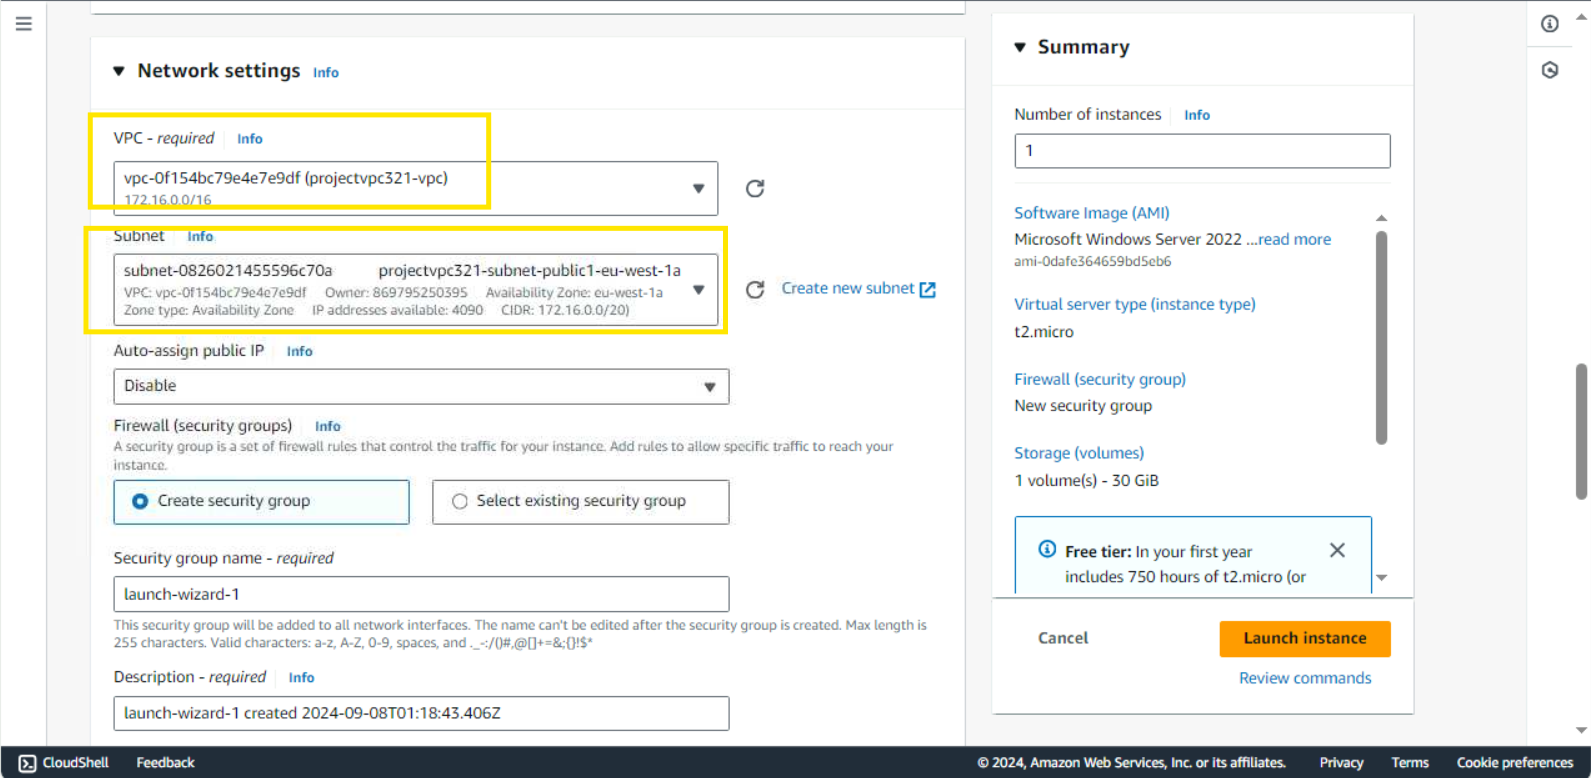 Network settings Info
VPC - required Info
vpc-0f154bc79e4e7e9df (projectvpc321-vpc)
172.16.0.0/16
Subnet Info
subnet-0826021455596c70a projectvpc321-subnet-public1-eu-west-1a
VPC: vpc-0f154bc79e4e7e9df Owner: 869795250395 Availability Zone: eu-west-1a
Zone type: Availability Zone IP addresses available: 4090 CIDR: 172.16.0.0/20)
Create new subnet
Auto-assign public IP Info
Disable
Firewall (security groups) Info
A security group is a set of firewall rules that control the traffic for your instance. Add rules to allow specific traffic to reach your
instance.
Create security group
Select existing security group
Security group name - required
launch-wizard-1
This security group will be added to all network interfaces. The name can't be edited after the security group is created. Max length is
255 characters. Valid characters: a-z, A-Z, 0-9, spaces, and ._-:/()#,@[]+=&;{}!$*
Description - required Info
launch-wizard-1 created 2024-09-08T01:18:43.406Z
Summary
Number of instances Info
1
Software Image (AMI)
Microsoft Windows Server 2022 ...read more
ami-0dafe364659bd5eb6
Virtual server type (instance type)
t2.micro
Firewall (security group)
New security group
Storage (volumes)
1 volume(s) - 30 GiB
Free tier: In your first year
includes 750 hours of t2.micro (or
Cancel
Launch instance
Review commands
CloudShell Feedback © 2024, Amazon Web Services, Inc. or its affiliates. Privacy Terms Cookie preferences